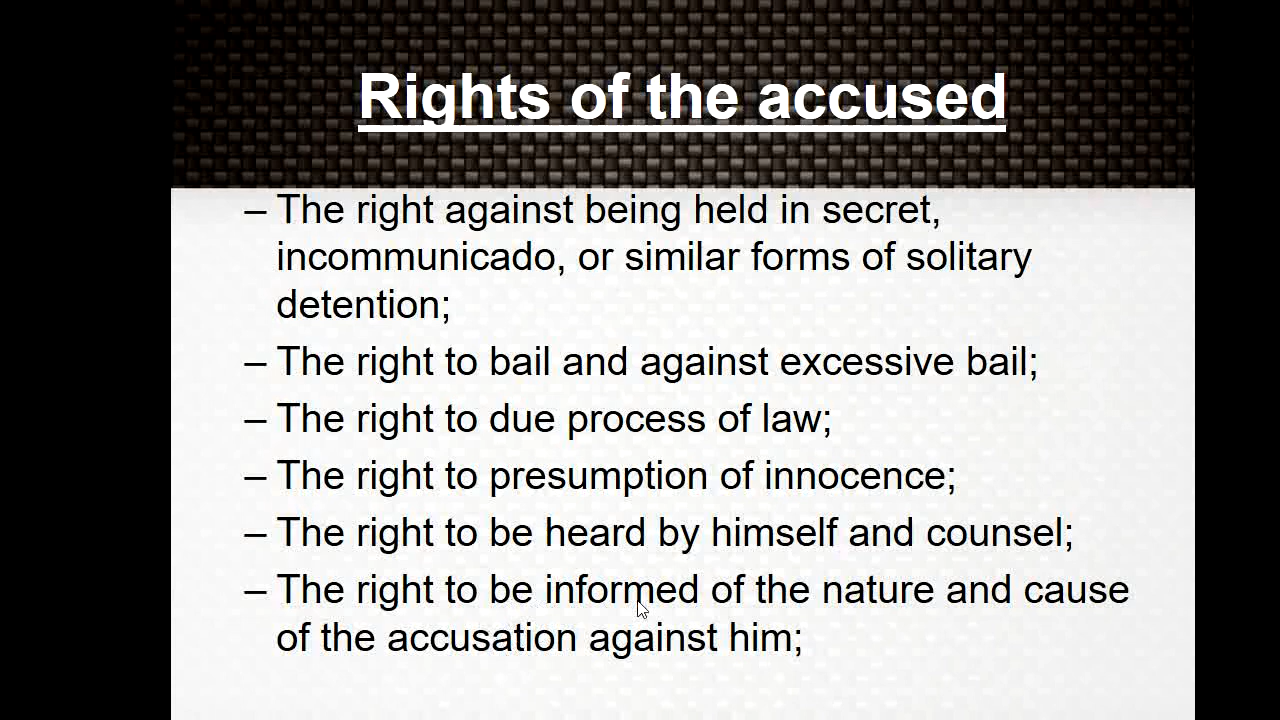 Rights of the accused
– The right against being held in secret,
incommunicado, or similar forms of solitary
detention;
– The right to bail and against excessive bail;
– The right to due process of law;
– The right to presumption of innocence;
– The right to be heard by himself and counsel;
– The right to be informed of the nature and cause
of the accusation against him;